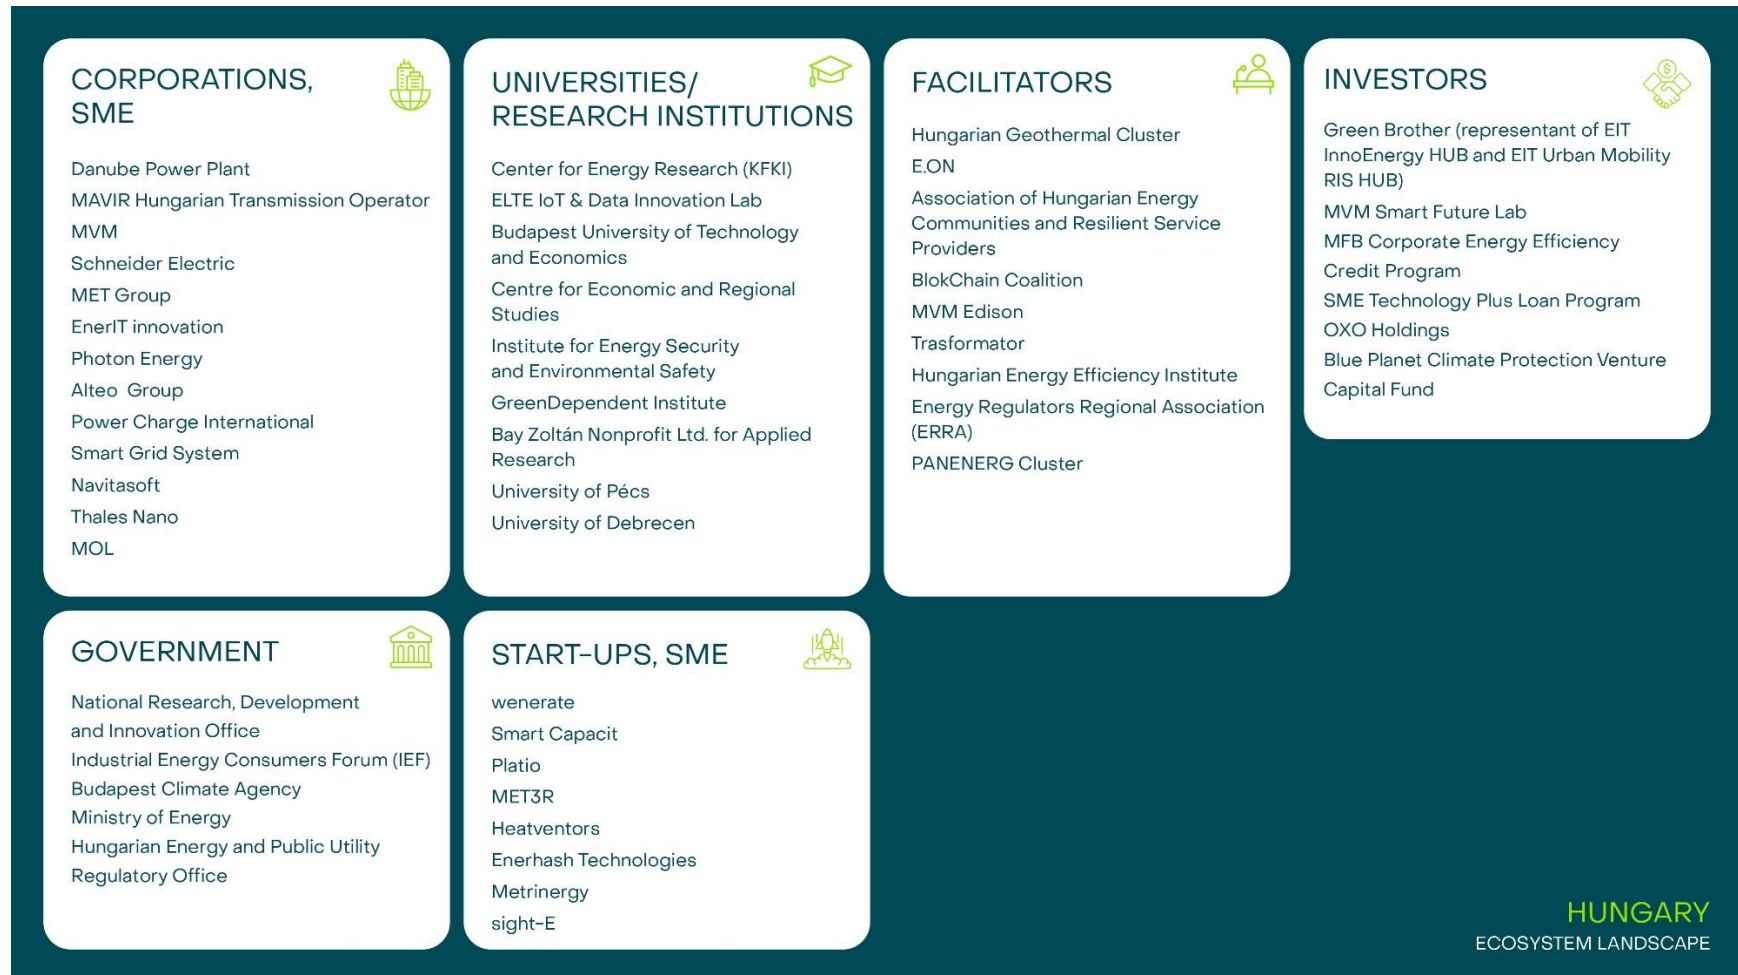 CORPORATIONS,
SME
Danube Power Plant
MAVIR Hungarian Transmission Operator
MVM
Schneider Electric
MET Group
EnerIT innovation
Photon Energy
Alteo Group
Power Charge International
Smart Grid System
Navitasoft
Thales Nano
MOL
UNIVERSITIES/
RESEARCH INSTITUTIONS
Center for Energy Research (KFKI)
ELTE IoT & Data Innovation Lab
Budapest University of Technology
and Economics
Centre for Economic and Regional
Studies
Institute for Energy Security
and Environmental Safety
GreenDependent Institute
Bay Zoltán Nonprofit Ltd. for Applied
Research
University of Pécs
University of Debrecen
FACILITATORS
Hungarian Geothermal Cluster
E.ON
Association of Hungarian Energy
Communities and Resilient Service
Providers
BlokChain Coalition
MVM Edison
Trasformator
Hungarian Energy Efficiency Institute
Energy Regulators Regional Association
(ERRA)
PANENERG Cluster
INVESTORS
Green Brother (representant of EIT
InnoEnergy HUB and EIT Urban Mobility
RIS HUB)
MVM Smart Future Lab
MFB Corporate Energy Efficiency
Credit Program
SME Technology Plus Loan Program
OXO Holdings
Blue Planet Climate Protection Venture
Capital Fund
GOVERNMENT
National Research, Development
and Innovation Office
Industrial Energy Consumers Forum (IEF)
Budapest Climate Agency
Ministry of Energy
Hungarian Energy and Public Utility
Regulatory Office
START-UPS, SME
wenerate
Smart Capacit
Platio
MET3R
Heatventors
Enerhash Technologies
Metrinergy
sight-E
HUNGARY
ECOSYSTEM LANDSCAPE